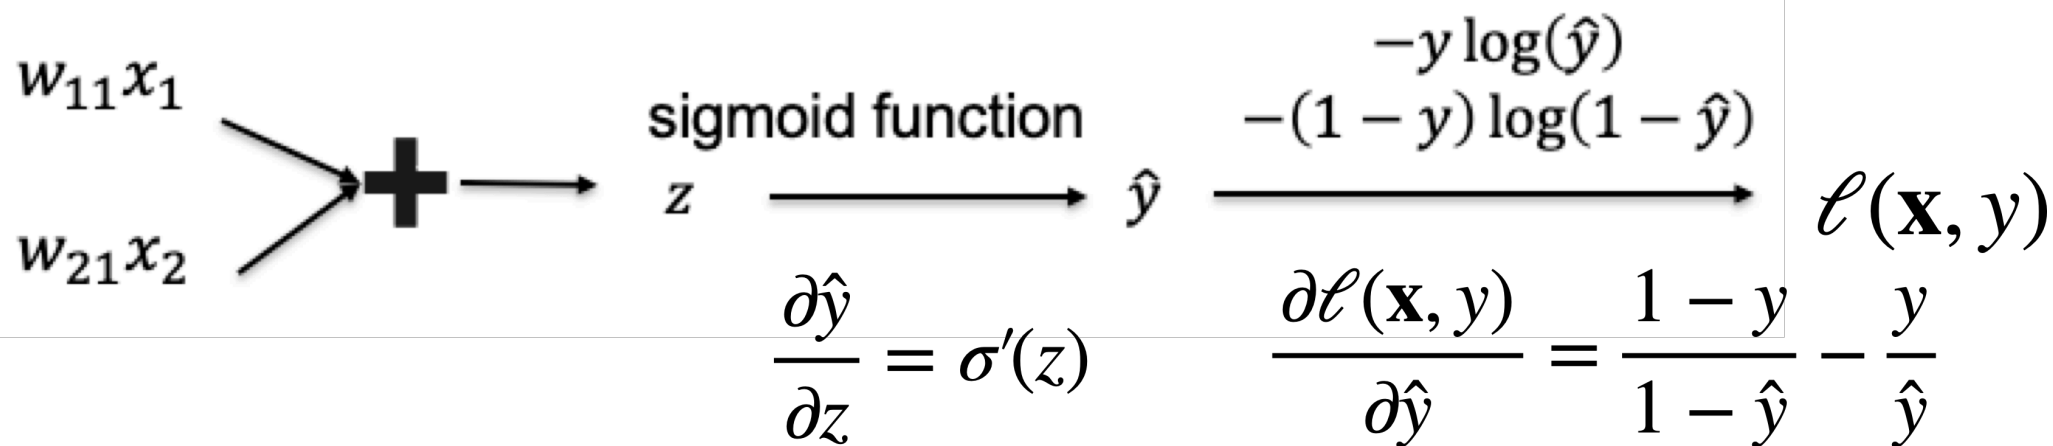 w₁₁x₁
w₂₁x₂
sigmoid function
z
ŷ
−y log(ŷ)
−(1 − y) log(1 − ŷ)
ℓ(𝐱, y)
∂ŷ/∂z = σ′(z)
∂ℓ(𝐱, y)/∂ŷ = (1 − y)/(1 − ŷ) − y/ŷ